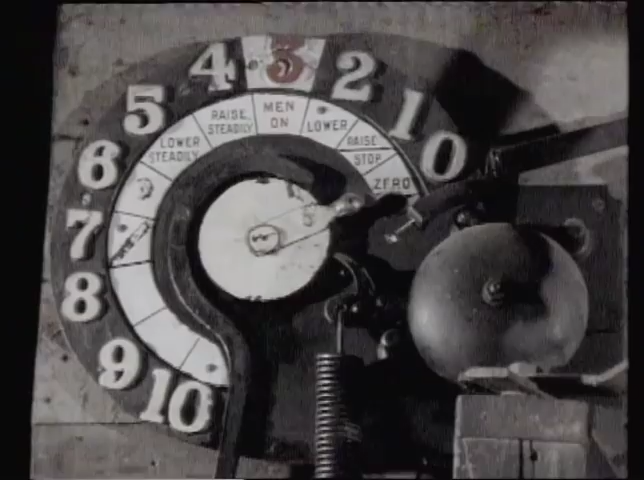 0
1
2
3
4
5
6
7
8
9
10
ZERO
STOP
RAISE
LOWER
MEN
ON
RAISE
STEADILY
LOWER
STEADILY